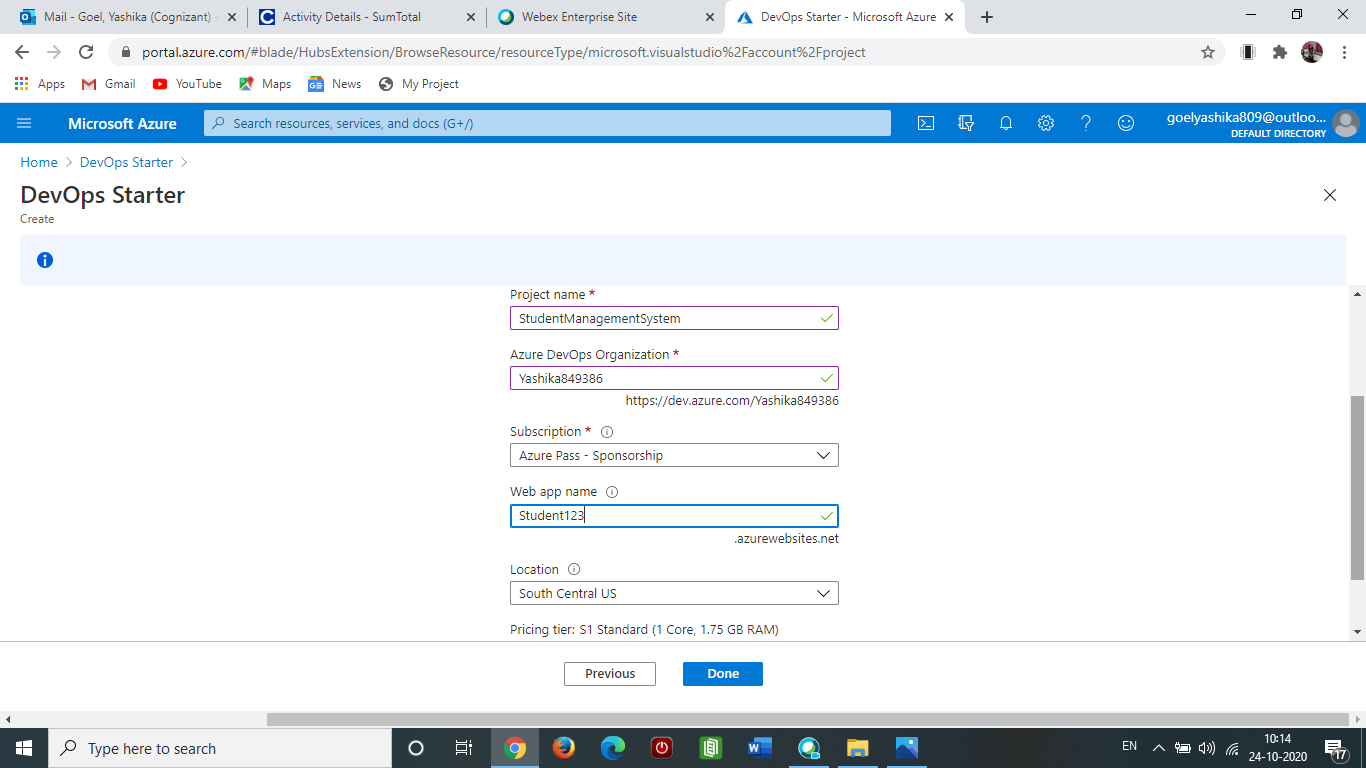 Mail - Goel, Yashika (Cognizant) -
Activity Details - SumTotal
Webex Enterprise Site
DevOps Starter - Microsoft Azure
portal.azure.com/#blade/HubsExtension/BrowseResource/resourceType/microsoft.visualstudio%2Faccount%2Fproject
Apps Gmail YouTube Maps News My Project
Microsoft Azure
Search resources, services, and docs (G+/)
goelyashika809@outloo...
DEFAULT DIRECTORY
Home > DevOps Starter >
DevOps Starter
Create
Project name *
StudentManagementSystem
Azure DevOps Organization *
Yashika849386
https://dev.azure.com/Yashika849386
Subscription *
Azure Pass - Sponsorship
Web app name
Student123
.azurewebsites.net
Location
South Central US
Pricing tier: S1 Standard (1 Core, 1.75 GB RAM)
Previous Done
Type here to search
EN
10:14
24-10-2020
17